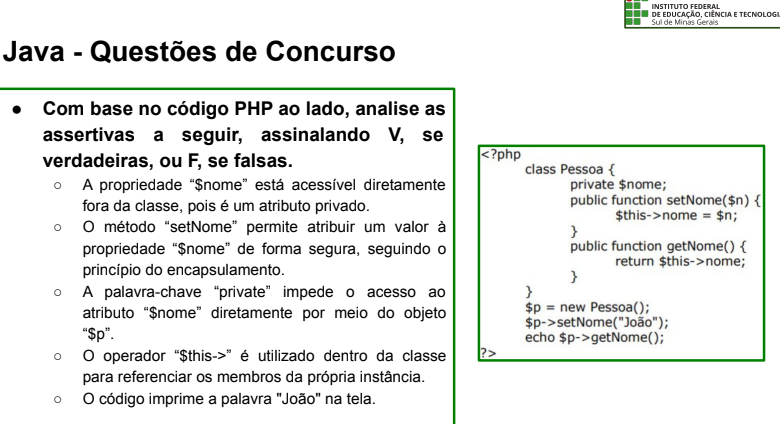 INSTITUTO FEDERAL
DE EDUCAÇÃO, CIÊNCIA E TECNOLOGIA
Sul de Minas Gerais
Java - Questões de Concurso
● Com base no código PHP ao lado, analise as
assertivas a seguir, assinalando V, se
verdadeiras, ou F, se falsas.
○ A propriedade “$nome” está acessível diretamente
fora da classe, pois é um atributo privado.
○ O método “setNome” permite atribuir um valor à
propriedade “$nome” de forma segura, seguindo o
princípio do encapsulamento.
○ A palavra-chave “private” impede o acesso ao
atributo “$nome” diretamente por meio do objeto
“$p”.
○ O operador “$this->” é utilizado dentro da classe
para referenciar os membros da própria instância.
○ O código imprime a palavra "João" na tela.
<?php
class Pessoa {
private $nome;
public function setNome($n) {
$this->nome = $n;
}
public function getNome() {
return $this->nome;
}
}
$p = new Pessoa();
$p->setNome("João");
echo $p->getNome();
?>